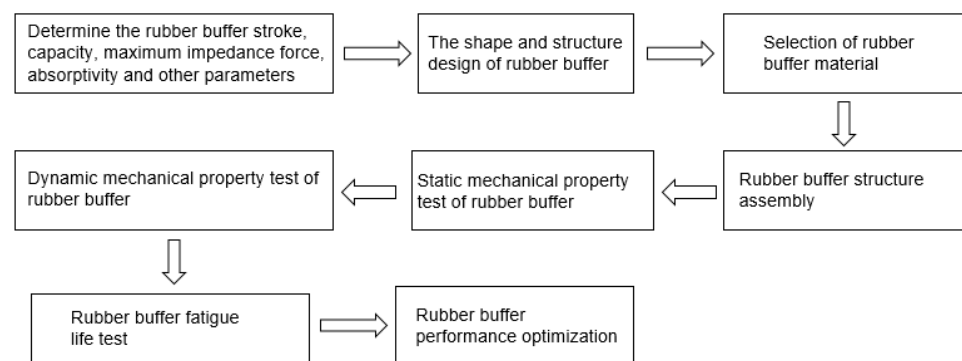 Determine the rubber buffer stroke,
capacity, maximum impedance force,
absorptivity and other parameters
The shape and structure
design of rubber buffer
Selection of rubber
buffer material
Rubber buffer structure
assembly
Static mechanical property
test of rubber buffer
Dynamic mechanical property test of
rubber buffer
Rubber buffer fatigue
life test
Rubber buffer
performance optimization